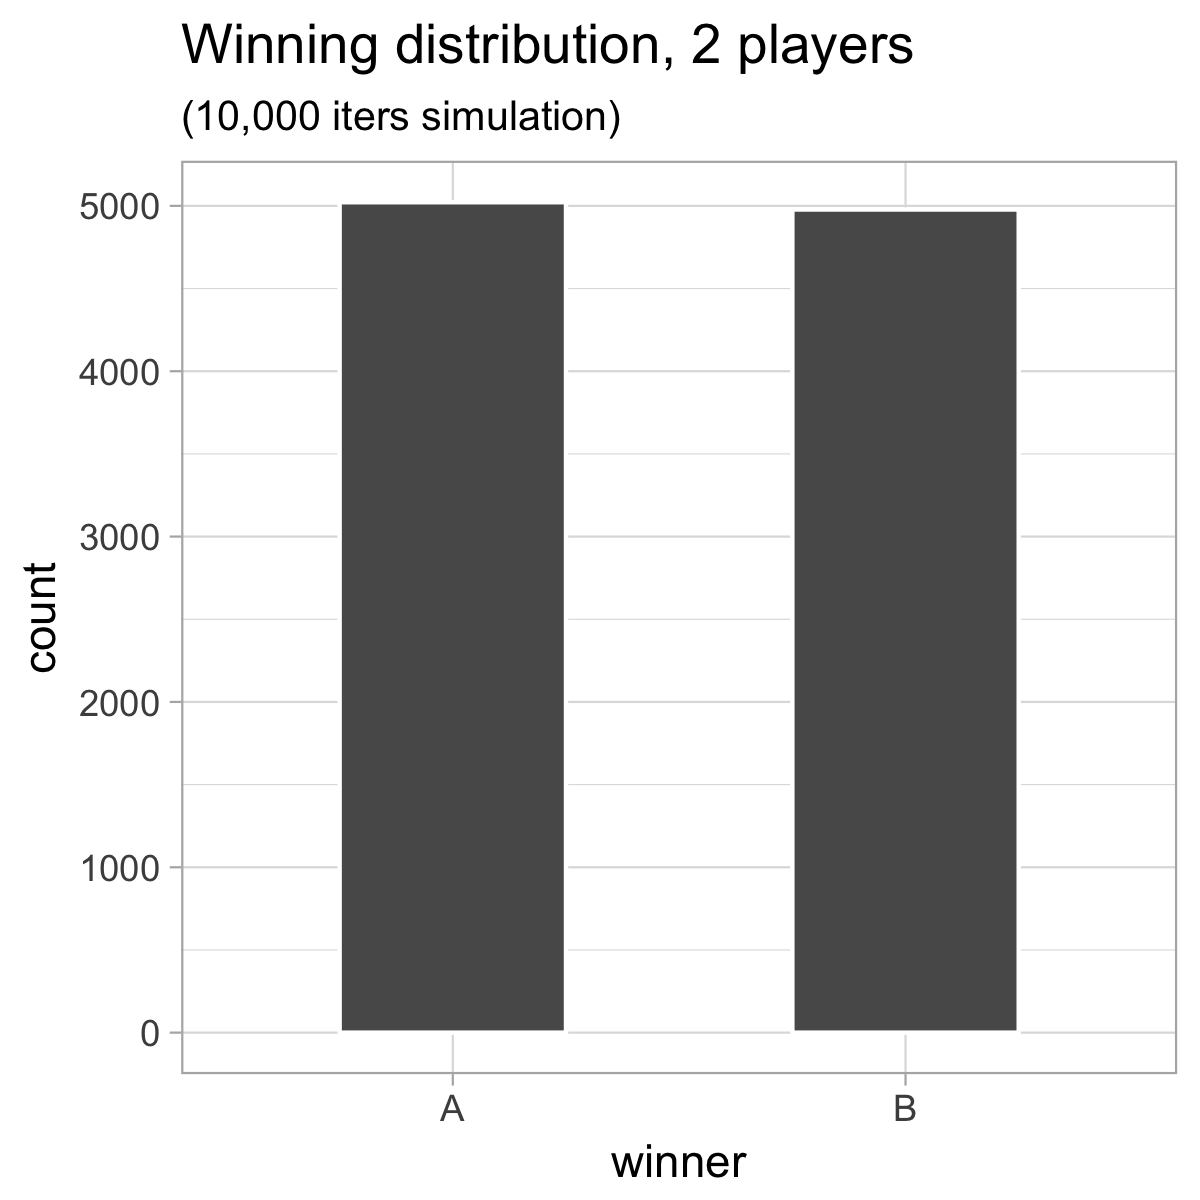 Winning distribution, 2 players
(10,000 iters simulation)
5000
4000
3000
2000
1000
0
count
A
B
winner